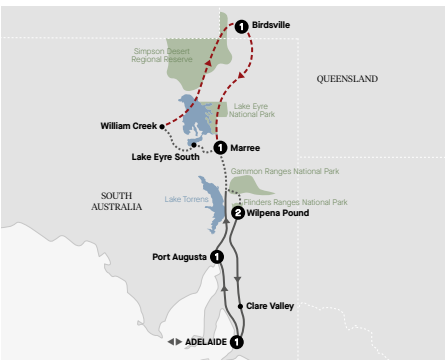 1 Birdsville
Simpson Desert
Regional Reserve
QUEENSLAND
Lake Eyre
National Park
William Creek
1 Marree
Lake Eyre South
Gammon Ranges National Park
SOUTH
AUSTRALIA
Lake Torrens
Flinders Ranges National Park
2 Wilpena Pound
Port Augusta 1
Clare Valley
ADELAIDE 1